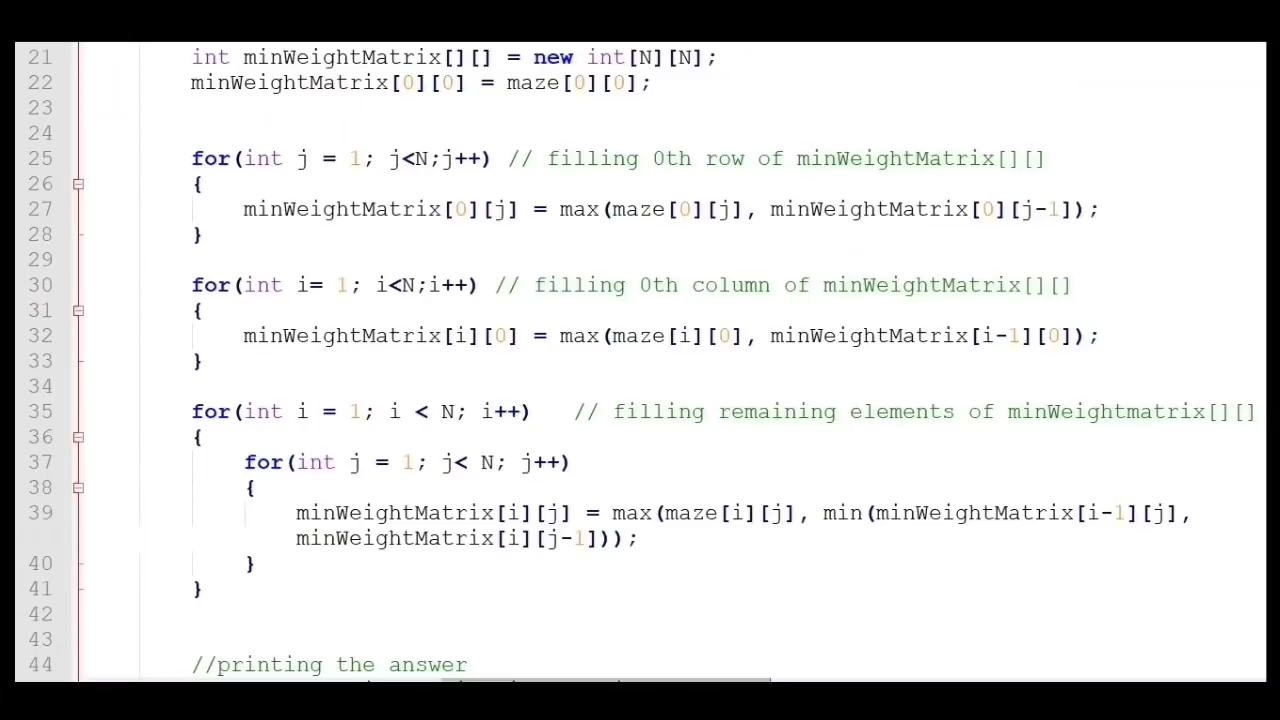 21 int minWeightMatrix[][] = new int[N][N];
22 minWeightMatrix[0][0] = maze[0][0];
23
24
25 for(int j = 1; j<N;j++) // filling 0th row of minWeightMatrix[][]
26 {
27 minWeightMatrix[0][j] = max(maze[0][j], minWeightMatrix[0][j-1]);
28 }
29
30 for(int i= 1; i<N;i++) // filling 0th column of minWeightMatrix[][]
31 {
32 minWeightMatrix[i][0] = max(maze[i][0], minWeightMatrix[i-1][0]);
33 }
34
35 for(int i = 1; i < N; i++) // filling remaining elements of minWeightmatrix[][]
36 {
37 for(int j = 1; j< N; j++)
38 {
39 minWeightMatrix[i][j] = max(maze[i][j], min(minWeightMatrix[i-1][j],
minWeightMatrix[i][j-1]));
40 }
41 }
42
43
44 //printing the answer